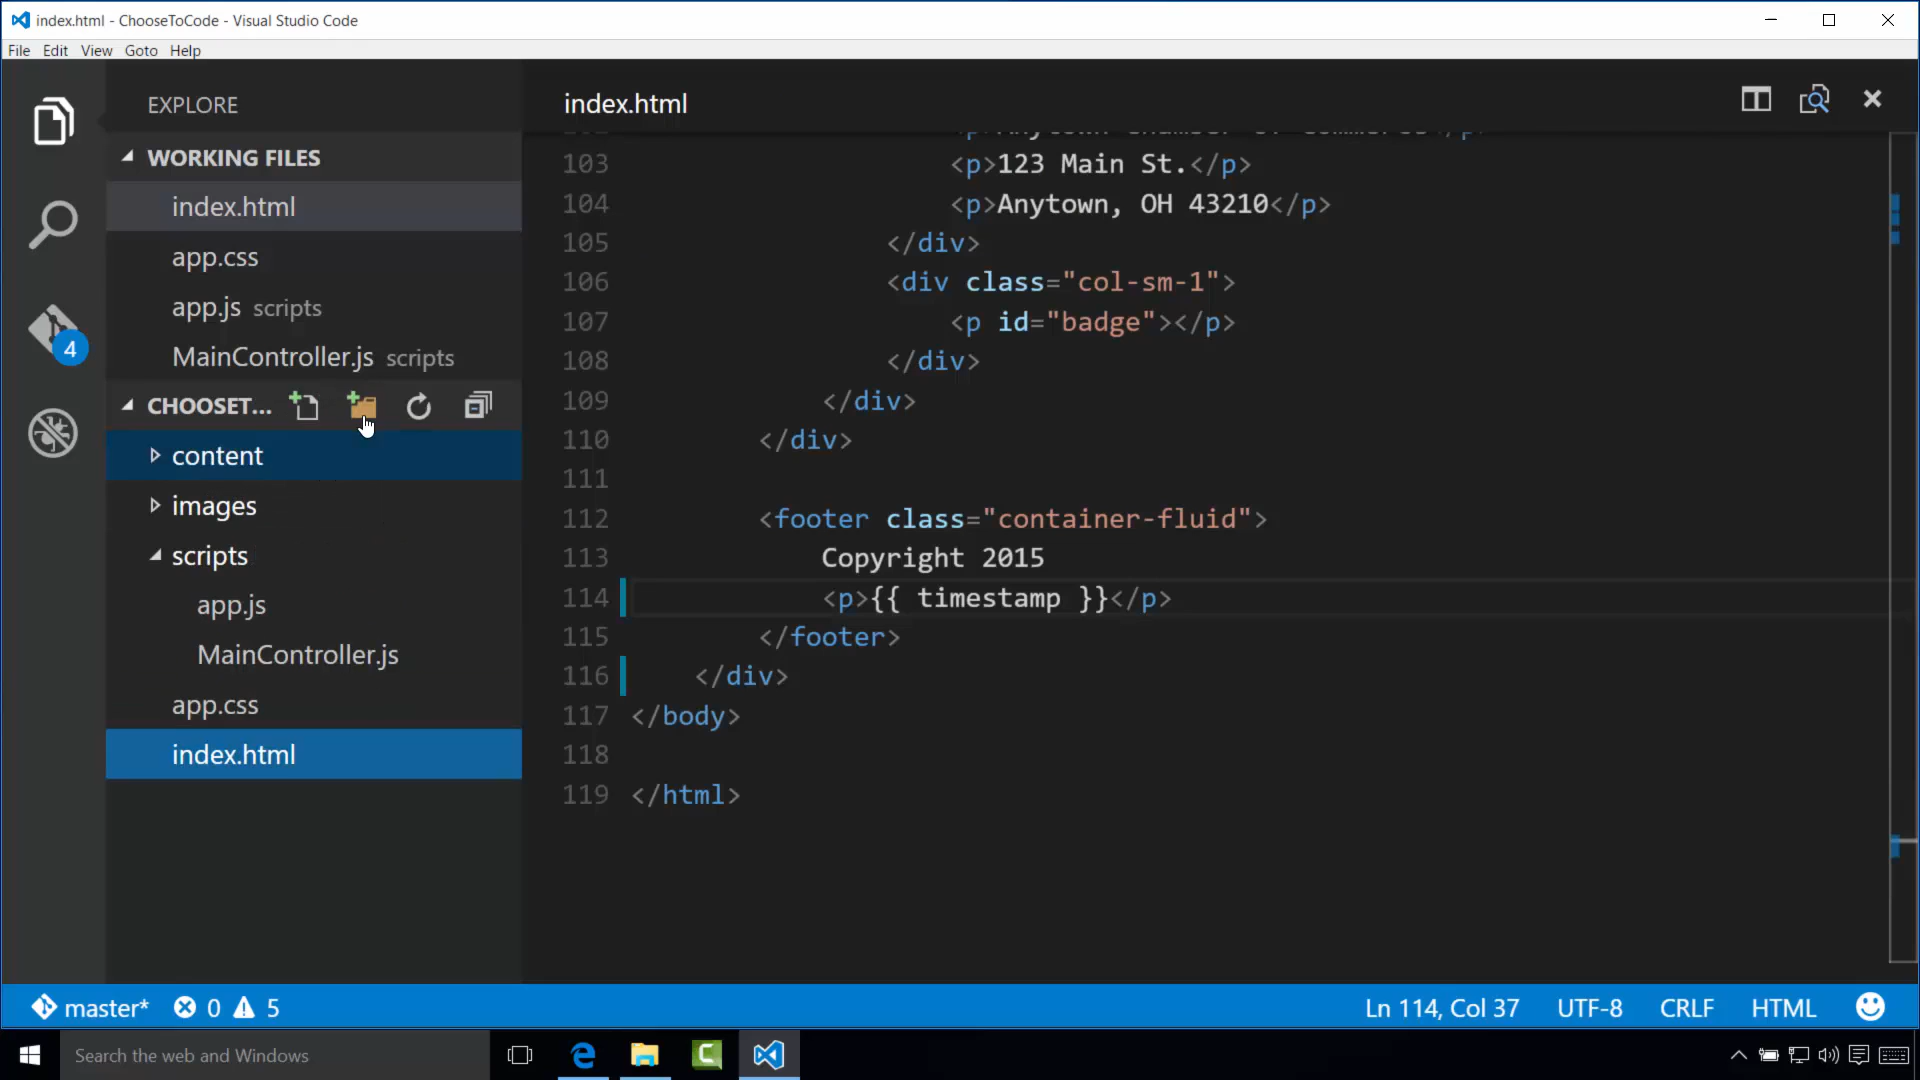 index.html - ChooseToCode - Visual Studio Code
File Edit View Goto Help
EXPLORE
WORKING FILES
index.html
app.css
app.js scripts
MainController.js scripts
4
CHOOSET...
content
images
scripts
app.js
MainController.js
app.css
index.html
index.html
103 <p>123 Main St.</p>
104 <p>Anytown, OH 43210</p>
105 </div>
106 <div class="col-sm-1">
107 <p id="badge"></p>
108 </div>
109 </div>
110 </div>
111
112 <footer class="container-fluid">
113 Copyright 2015
114 <p>{{ timestamp }}</p>
115 </footer>
116 </div>
117 </body>
118
119 </html>
master* 0 5
Ln 114, Col 37 UTF-8 CRLF HTML
Search the web and Windows